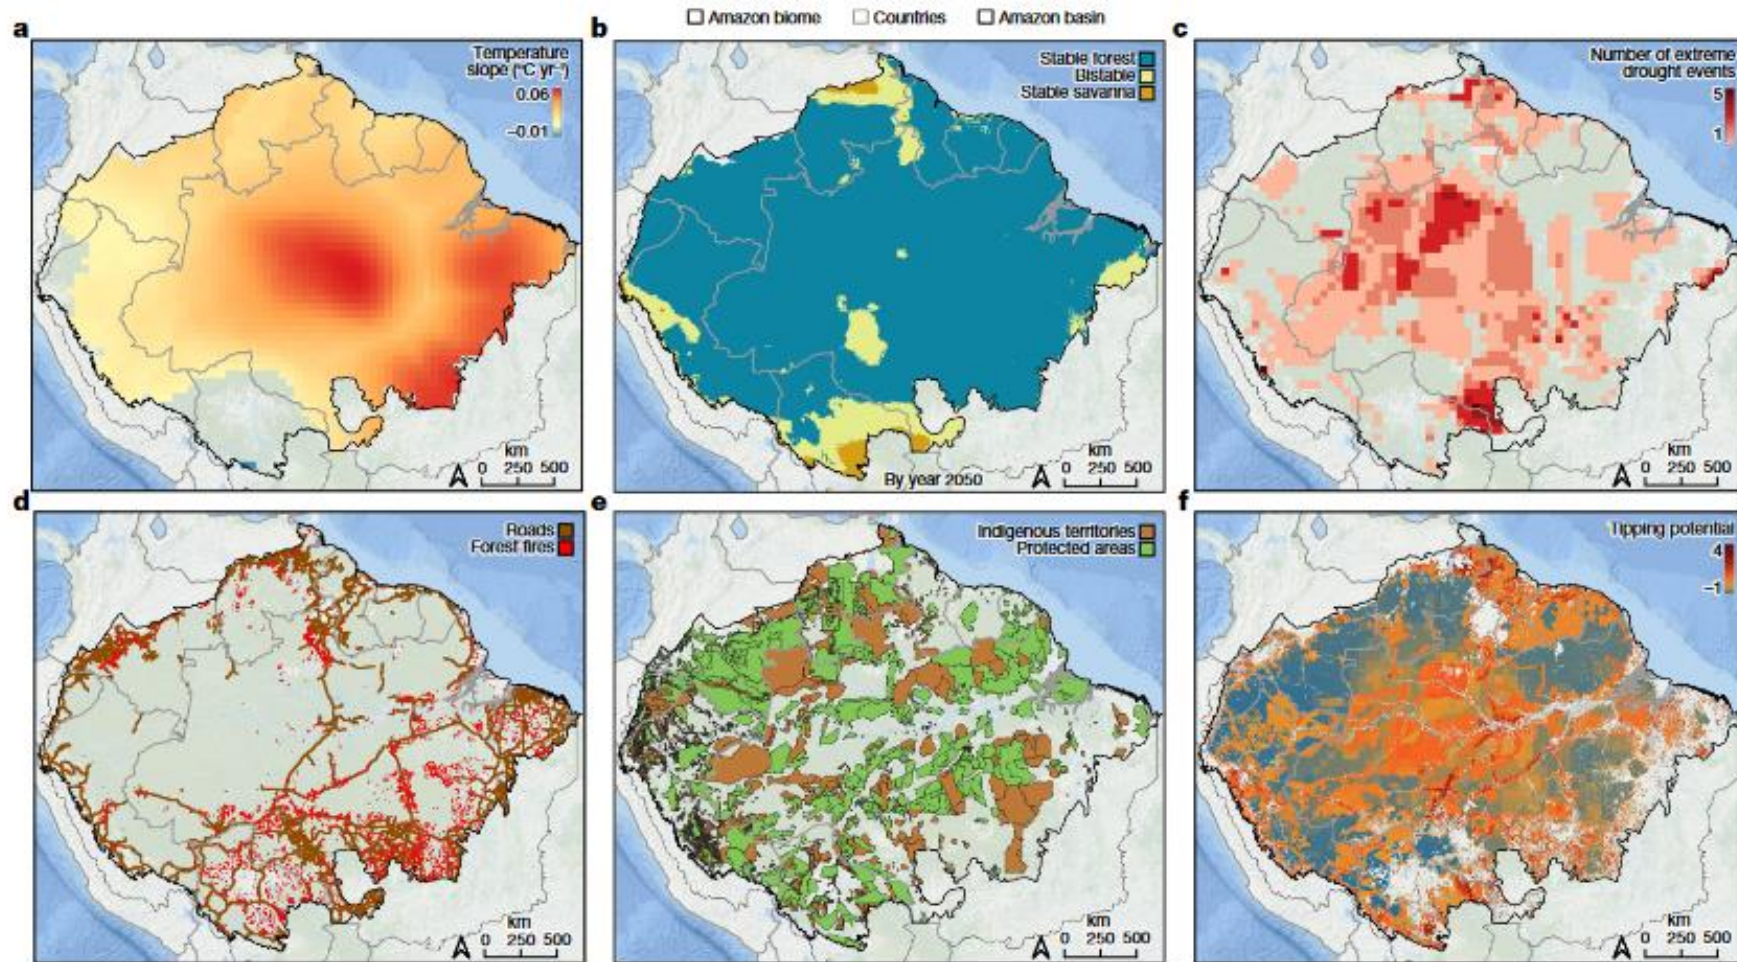 Amazon biome Countries Amazon basin
a
Temperature
slope (°C yr⁻¹)
0.06
–0.01
km
0 250 500
b
Stable forest
Bistable
Stable savanna
By year 2050
km
0 250 500
c
Number of extreme
drought events
5
1
km
0 250 500
d
Roads
Forest fires
km
0 250 500
e
Indigenous territories
Protected areas
km
0 250 500
f
Tipping potential
4
–1
km
0 250 500